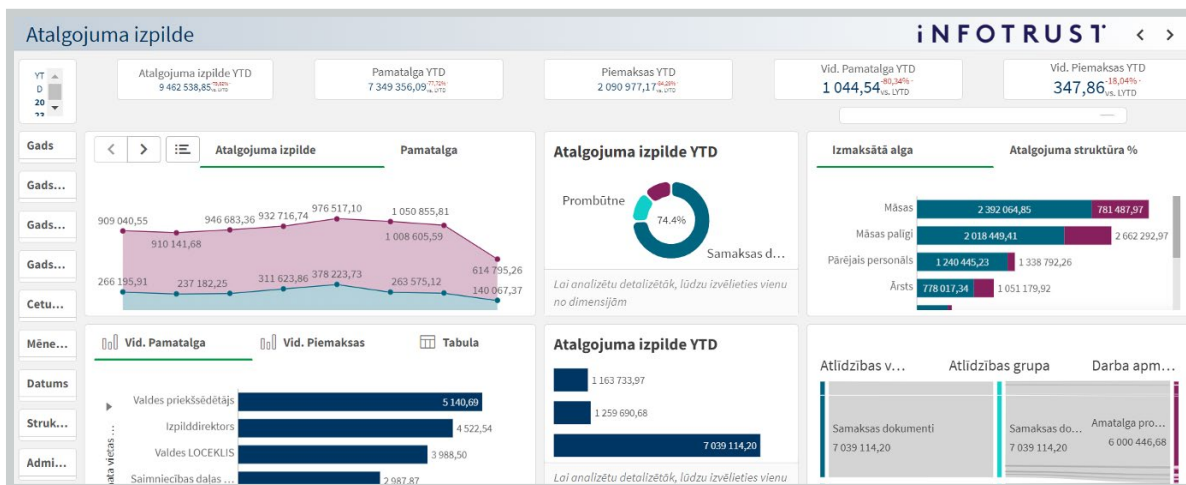 Atalgojuma izpilde
iNFOTRUST
YT
D
20
23
Atalgojuma izpilde YTD
9 462 538,85
vs. LYTD
Pamatalga YTD
7 349 356,09
vs. LYTD
Piemaksas YTD
2 090 977,17
vs. LYTD
Vid. Pamatalga YTD
1 044,54 -80,34%-
vs. LYTD
Vid. Piemaksas YTD
347,86 -18,04%-
vs. LYTD
Gads
Gads...
Gads...
Gads...
Cetu...
Mēne...
Datums
Struk...
Admi...
Atalgojuma izpilde Pamatalga
909 040,55 910 141,68 946 683,36 932 716,74 976 517,10 1 050 855,81 1 008 605,59 614 795,26
266 195,91 237 182,25 311 623,86 378 223,73 263 575,12 140 067,37
Atalgojuma izpilde YTD
Prombūtne
74.4%
Samaksas d...
Lai analizētu detalizētāk, lūdzu izvēlieties vienu
no dimensijām
Izmaksātā alga Atalgojuma struktūra %
Māsas 2 392 064,85 781 487,97
Māsas palīgi 2 018 449,41 2 662 292,97
Pārējais personāls 1 240 445,23 1 338 792,26
Ārsts 778 017,34 1 051 179,92
Vid. Pamatalga Vid. Piemaksas Tabula
Valdes priekšsēdētājs 5 140,69
Izpilddirektors 4 522,54
Valdes LOCEKLIS 3 988,50
Saimniecības daļas ... 2 987,87
ata vietas ...
Atalgojuma izpilde YTD
1 163 733,97
1 259 690,68
7 039 114,20
Lai analizētu detalizētāk, lūdzu izvēlieties vienu
Atlīdzības v... Atlīdzības grupa Darba apm...
Samaksas dokumenti
7 039 114,20
Samaksas do...
7 039 114,20
Amatalga pro...
6 000 446,68